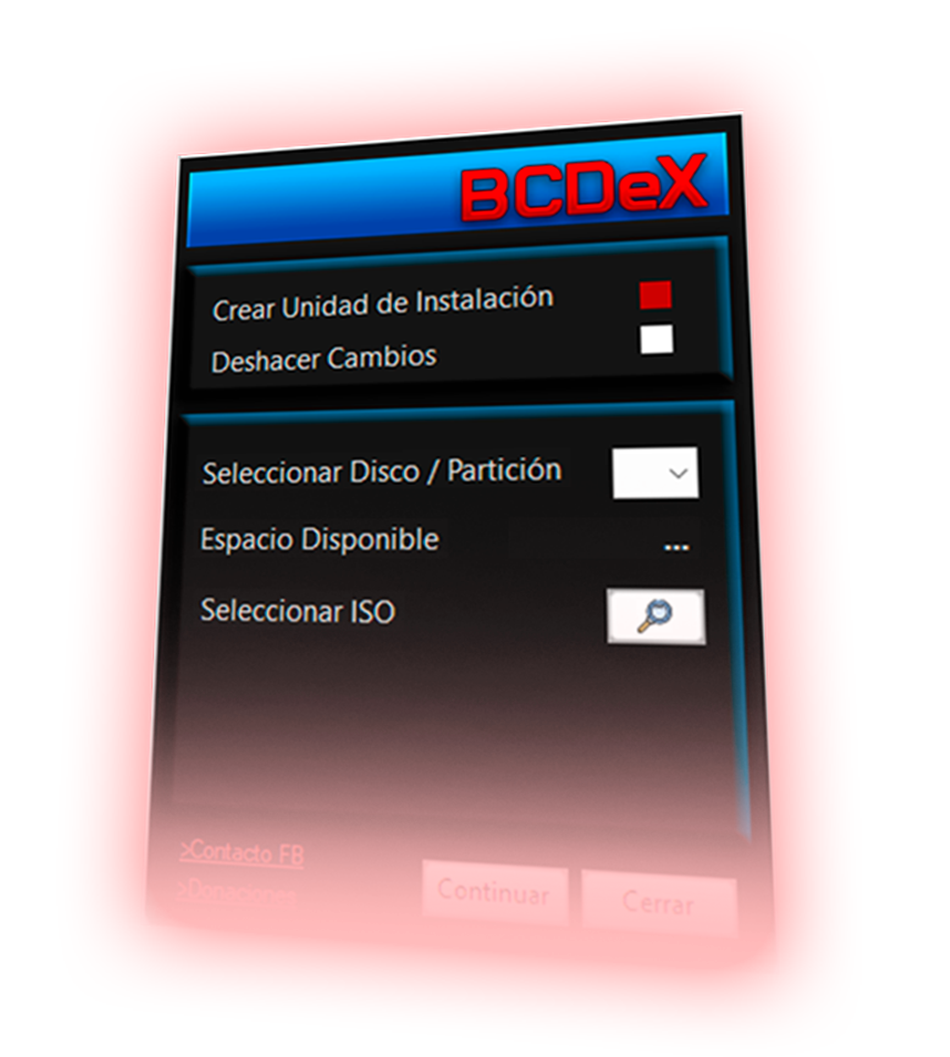 BCDeX
Crear Unidad de Instalación
Deshacer Cambios
Seleccionar Disco / Partición
Espacio Disponible ...
Seleccionar ISO
>Contacto FB
>Donaciones
Continuar Cerrar